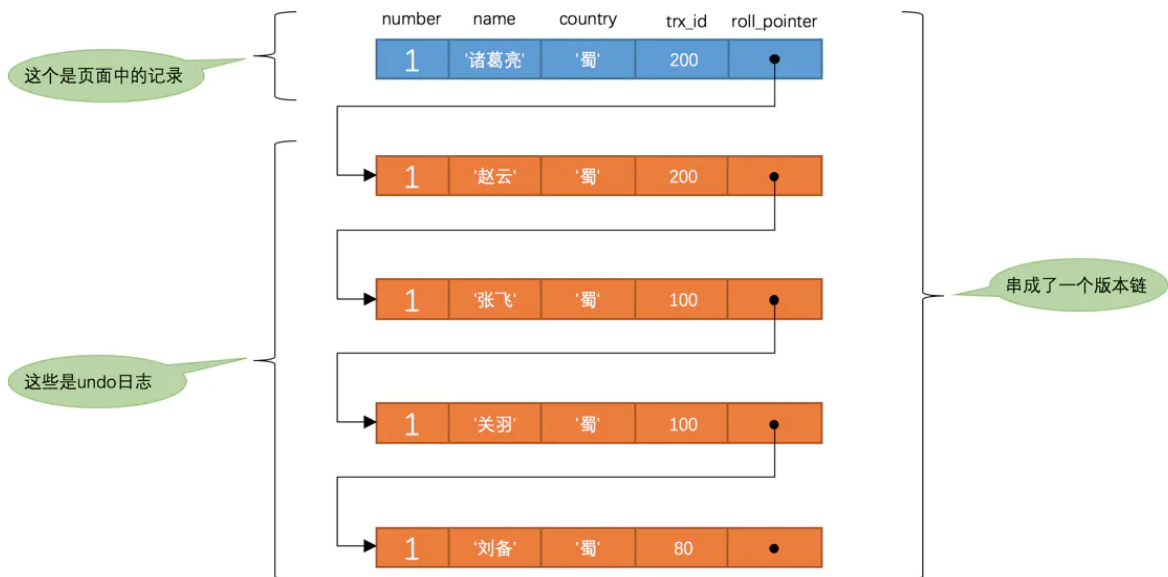 number name country trx_id roll_pointer
这个是页面中的记录
1 '诸葛亮' '蜀' 200
1 '赵云' '蜀' 200
1 '张飞' '蜀' 100
串成了一个版本链
这些是undo日志
1 '关羽' '蜀' 100
1 '刘备' '蜀' 80